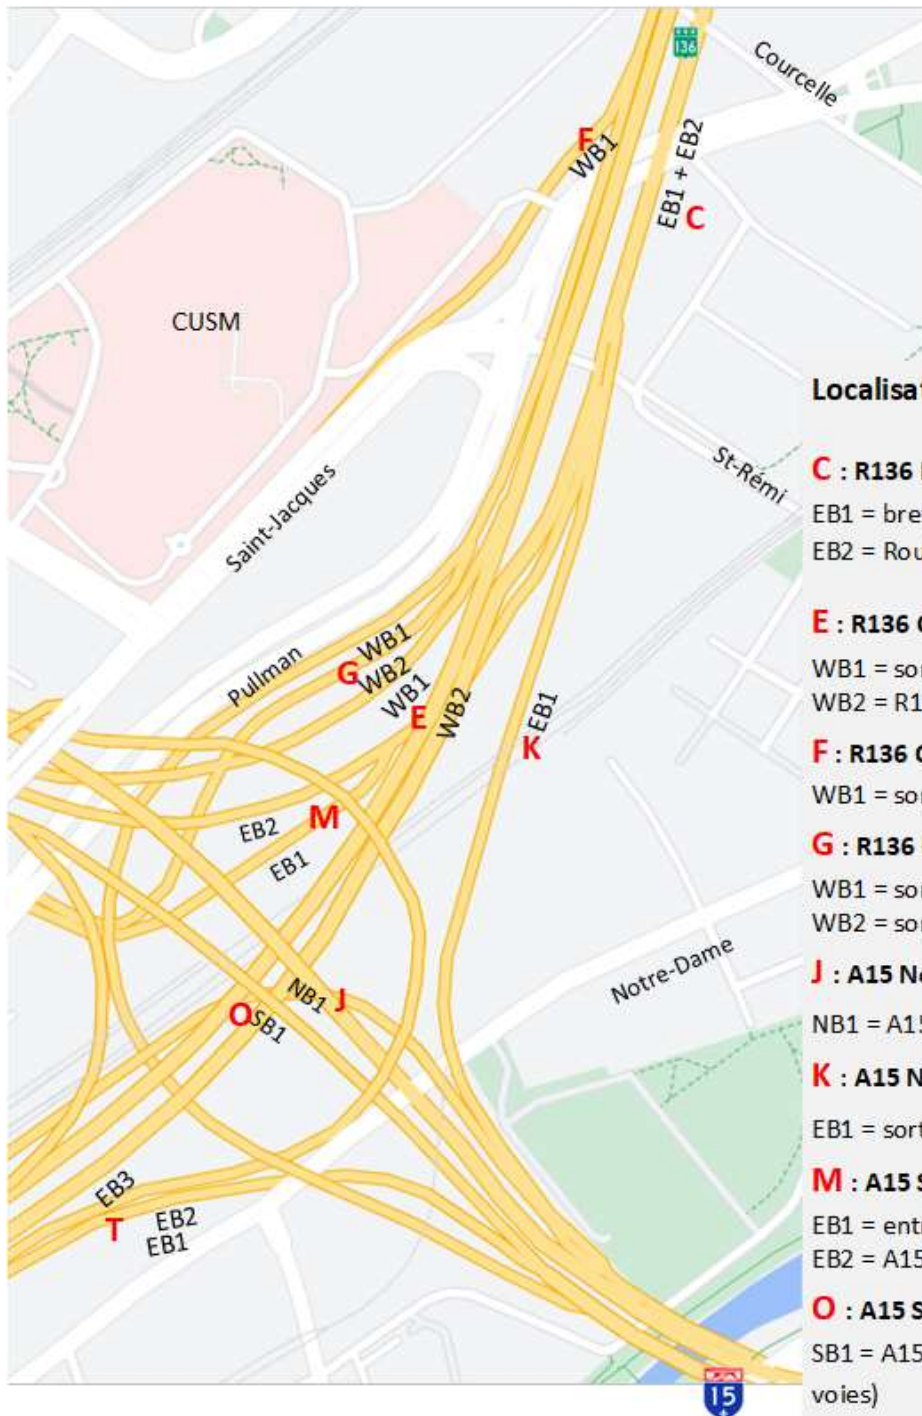 136
Courcelle
F
WB1
EB1 + EB2
C
CUSM
St-Rémi
Saint-Jacques
Pullman
WB1
G
WB2
WB1
E
WB2
EB1
K
M
EB2
EB1
Notre-Dame
NB1
J
O
SB1
EB3
T
EB2
EB1
15
Localisa
C : R136
EB1 = bre
EB2 = Rou
E : R136
WB1 = so
WB2 = R1
F : R136
WB1 = so
G : R136
WB1 = so
WB2 = so
J : A15 N
NB1 = A1
K : A15 N
EB1 = sort
M : A15 S
EB1 = ent
EB2 = A15
O : A15 S
SB1 = A15
voies)